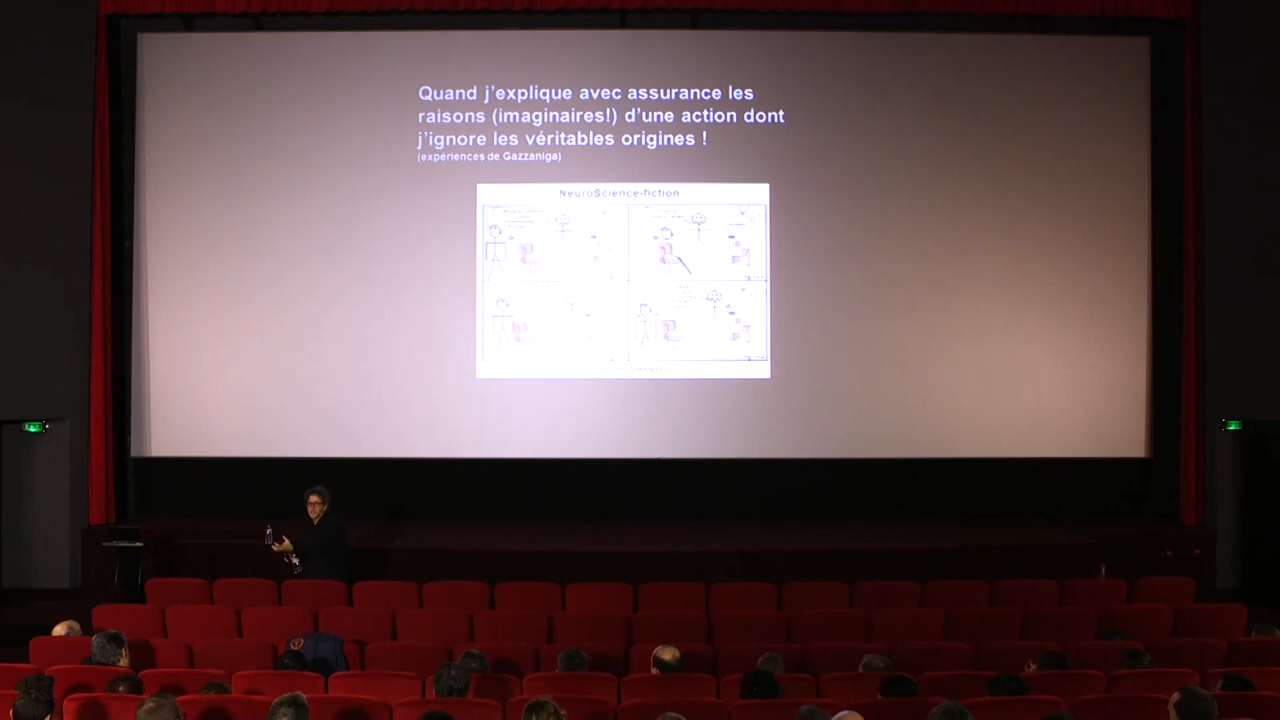 Quand j'explique avec assurance les
raisons (imaginaires!) d'une action dont
j'ignore les véritables origines !
(expériences de Gazzaniga)
NeuroScience-fiction